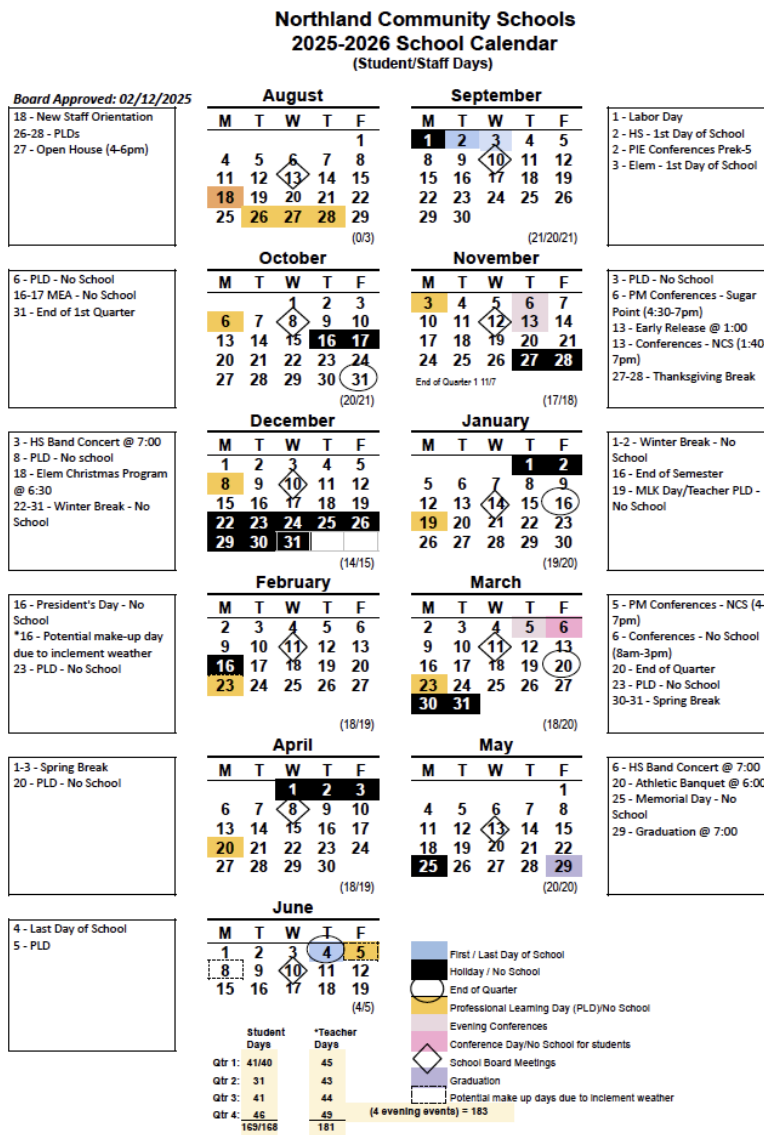 Northland Community Schools
2025-2026 School Calendar
(Student/Staff Days)
Board Approved: 02/12/2025
18 - New Staff Orientation
26-28 - PLDs
27 - Open House (4-6pm)
August
M T W T F
1
4 5 6 7 8
11 12 13 14 15
18 19 20 21 22
25 26 27 28 29
(0/3)
September
M T W T F
1 2 3 4 5
8 9 10 11 12
15 16 17 18 19
22 23 24 25 26
29 30
(21/20/21)
1 - Labor Day
2 - HS - 1st Day of School
2 - PIE Conferences Prek-5
3 - Elem - 1st Day of School
6 - PLD - No School
16-17 MEA - No School
31 - End of 1st Quarter
October
M T W T F
1 2 3
6 7 8 9 10
13 14 15 16 17
20 21 22 23 24
27 28 29 30 31
(20/21)
November
M T W T F
3 4 5 6 7
10 11 12 13 14
17 18 19 20 21
24 25 26 27 28
End of Quarter 1 11/7
(17/18)
3 - PLD - No School
6 - PM Conferences - Sugar
Point (4:30-7pm)
13 - Early Release @ 1:00
13 - Conferences - NCS (1:40
7pm)
27-28 - Thanksgiving Break
3 - HS Band Concert @ 7:00
8 - PLD - No school
18 - Elem Christmas Program
@ 6:30
22-31 - Winter Break - No
School
December
M T W T F
1 2 3 4 5
8 9 10 11 12
15 16 17 18 19
22 23 24 25 26
29 30 31
(14/15)
January
M T W T F
1 2
5 6 7 8 9
12 13 14 15 16
19 20 21 22 23
26 27 28 29 30
(19/20)
1-2 - Winter Break - No
School
16 - End of Semester
19 - MLK Day/Teacher PLD -
No School
16 - President's Day - No
School
*16 - Potential make-up day
due to inclement weather
23 - PLD - No School
February
M T W T F
2 3 4 5 6
9 10 11 12 13
16 17 18 19 20
23 24 25 26 27
(18/19)
March
M T W T F
2 3 4 5 6
9 10 11 12 13
16 17 18 19 20
23 24 25 26 27
30 31
(18/20)
5 - PM Conferences - NCS (4-
7pm)
6 - Conferences - No School
(8am-3pm)
20 - End of Quarter
23 - PLD - No School
30-31 - Spring Break
1-3 - Spring Break
20 - PLD - No School
April
M T W T F
1 2 3
6 7 8 9 10
13 14 15 16 17
20 21 22 23 24
27 28 29 30
(18/19)
May
M T W T F
1
4 5 6 7 8
11 12 13 14 15
18 19 20 21 22
25 26 27 28 29
(20/20)
6 - HS Band Concert @ 7:00
20 - Athletic Banquet @ 6:00
25 - Memorial Day - No
School
29 - Graduation @ 7:00
4 - Last Day of School
5 - PLD
June
M T W T F
1 2 3 4 5
8 9 10 11 12
15 16 17 18 19
(4/5)
First / Last Day of School
Holiday / No School
End of Quarter
Professional Learning Day (PLD)/No School
Evening Conferences
Conference Day/No School for students
School Board Meetings
Graduation
Potential make up days due to inclement weather
Student *Teacher
Days Days
Qtr 1: 41/40 45
Qtr 2: 31 43
Qtr 3: 41 44
Qtr 4: 46 49 (4 evening events) = 183
169/168 181